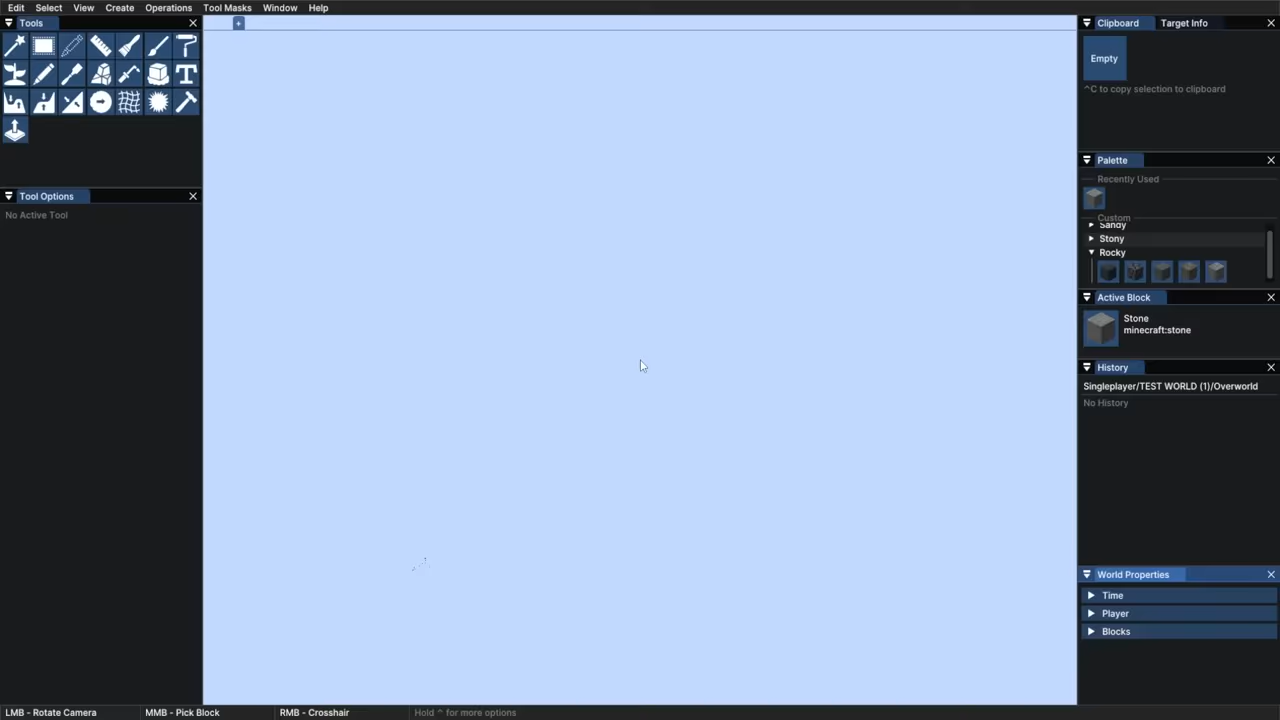 Edit Select View Create Operations Tool Masks Window Help
Tools
+
Clipboard Target Info
Empty
^C to copy selection to clipboard
Palette
Recently Used
Custom
Sandy
Stony
Rocky
Tool Options
No Active Tool
Active Block
Stone
minecraft:stone
History
Singleplayer/TEST WORLD (1)/Overworld
No History
World Properties
Time
Player
Blocks
LMB - Rotate Camera MMB - Pick Block RMB - Crosshair Hold ^ for more options